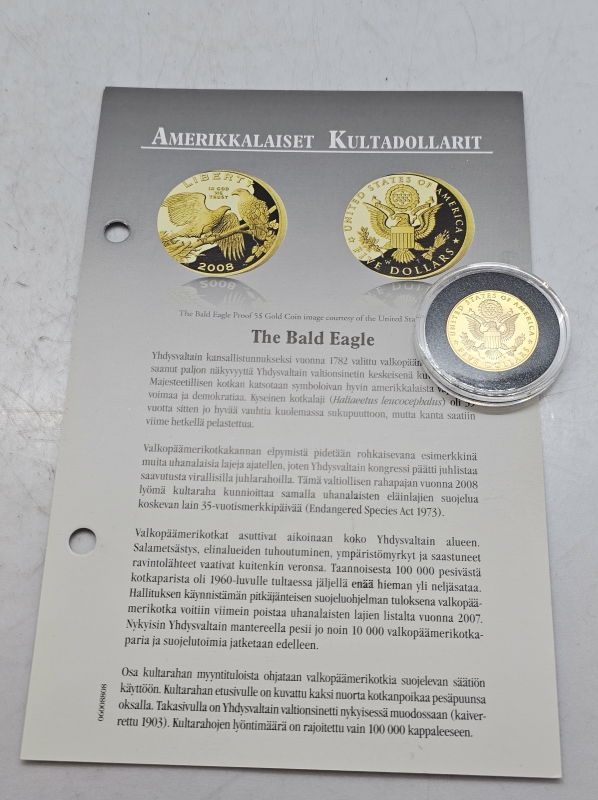 AMERIKKALAISET KULTADOLLARIT
LIBERTY
IN GOD
WE
TRUST
2008
UNITED STATES OF AMERICA
W
FIVE DOLLARS
The Bald Eagle Proof 5$ Gold Coin image courtesy of the United
The Bald Eagle
UNITED STATES OF AMERICA
Yhdysvaltain kansallistunnukseksi vuonna 1782 valittu valkopään
saanut paljon näkyvyyttä Yhdysvaltain valtionsinetin keskeisenä
Majesteettillisen kotkan katsotaan symboloivan hyvin amerikkalaista
voimaa ja demokratiaa. Kyseinen kotkalaji (Haliaeetus leucocephalus) oli 35
vuotta sitten jo hyvää vauhtia kuolemassa sukupuuttoon, mutta kanta saatiin
viime hetkellä pelastettua.
Valkopäämerikotkakannan elpymistä pidetään rohkaisevana esimerkkinä
muita uhanalaisia lajeja ajatellen, joten Yhdysvaltain kongressi päätti juhlistaa
saavutusta virallisilla juhlarahoilla. Tämä valtiollisen rahapajan vuonna 2008
lyömä kultaraha kunnioittaa samalla uhanalaisten eläinlajien suojelua
koskevan lain 35-vuotismerkkipäivää (Endangered Species Act 1973).
Valkopäämerikotkat asuttivat aikoinaan koko Yhdysvaltain alueen.
Salametsästys, elinalueiden tuhoutuminen, ympäristömyrkyt ja saastuneet
ravintolähteet vaativat kuitenkin veronsa. Taannoisesta 100 000 pesivästä
kotkaparista oli 1960-luvulle tultaessa jäljellä enää hieman yli neljäsataa.
Hallituksen käynnistämän pitkäjänteisen suojeluohjelman tuloksena valkopää-
merikotka voitiin viimein poistaa uhanalaisten lajien listalta vuonna 2007.
Nykyisin Yhdysvaltain mantereella pesii jo noin 10 000 valkopäämerikotka-
paria ja suojelutoimia jatketaan edelleen.
Osa kultarahan myyntituloista ohjataan valkopäämerikotkia suojelevan säätiön
käyttöön. Kultarahan etusivulle on kuvattu kaksi nuorta kotkanpoikaa pesäpuunsa
oksalla. Takasivulla on Yhdysvaltain valtionsinetti nykyisessä muodossaan (kaiver-
rettu 1903). Kultarahojen lyöntimäärä on rajoitettu vain 100 000 kappaleeseen.
06008808